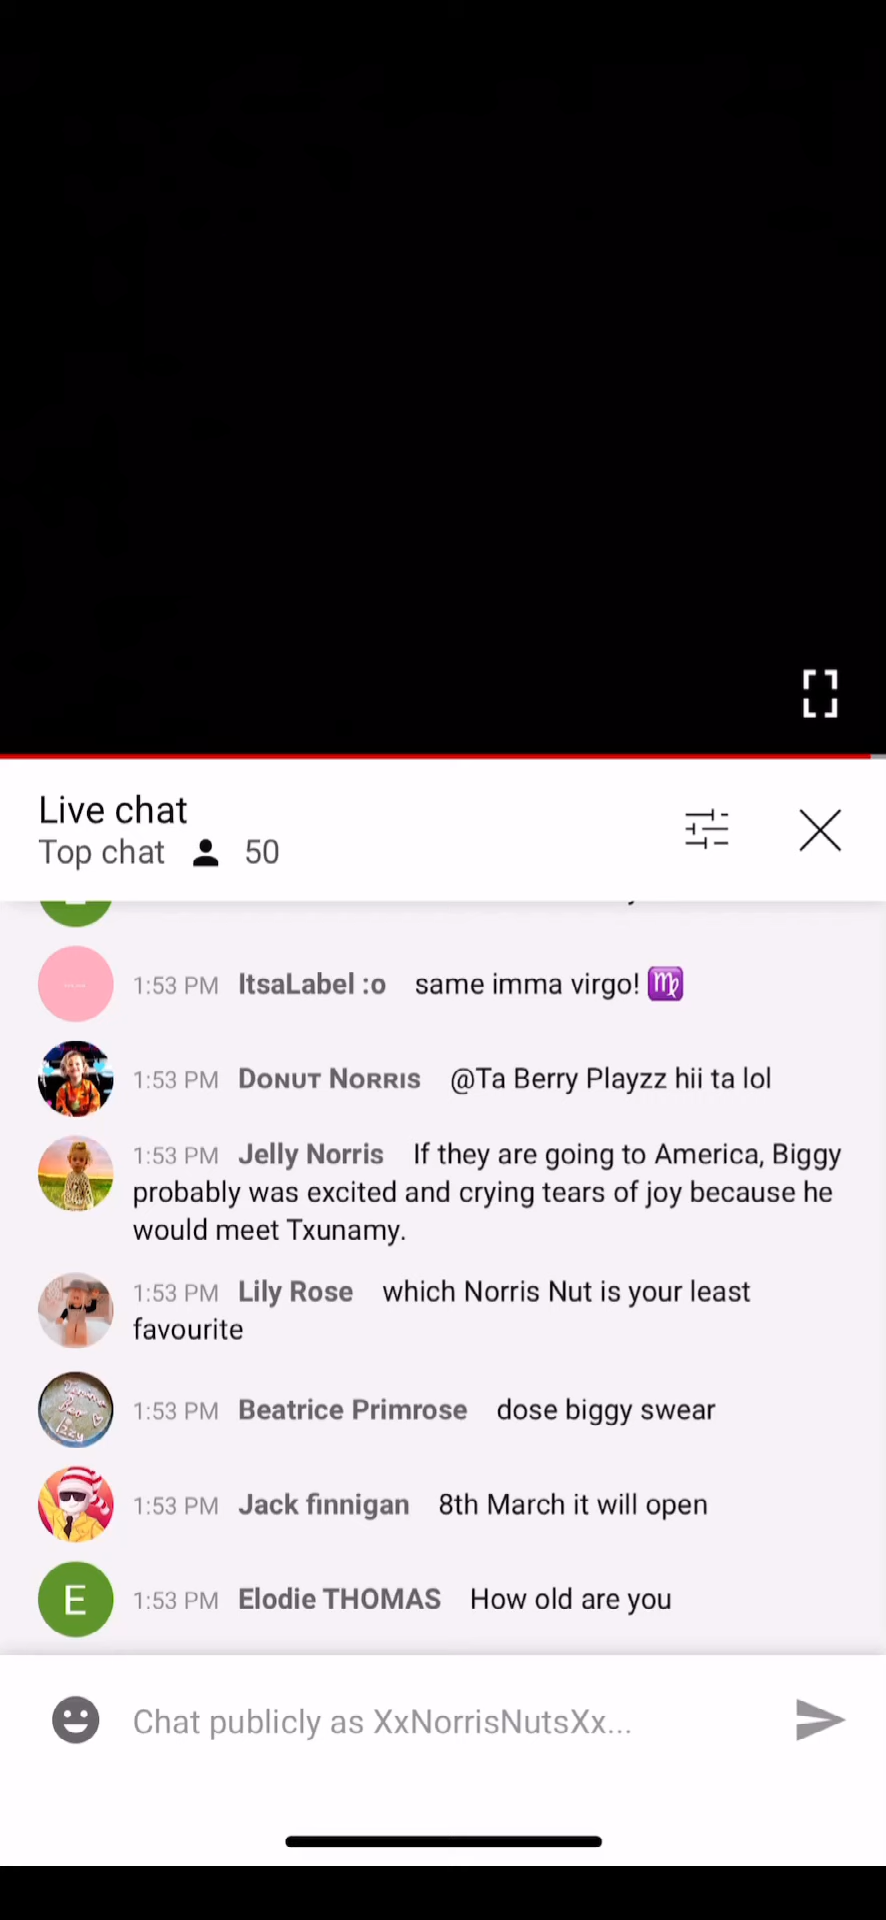 Live chat
Top chat 50
1:53 PM ItsaLabel :o same imma virgo! ♍
1:53 PM Donut Norris @Ta Berry Playzz hii ta lol
1:53 PM Jelly Norris If they are going to America, Biggy
probably was excited and crying tears of joy because he
would meet Txunamy.
1:53 PM Lily Rose which Norris Nut is your least
favourite
1:53 PM Beatrice Primrose dose biggy swear
1:53 PM Jack finnigan 8th March it will open
E 1:53 PM Elodie THOMAS How old are you
Chat publicly as XxNorrisNutsXx...